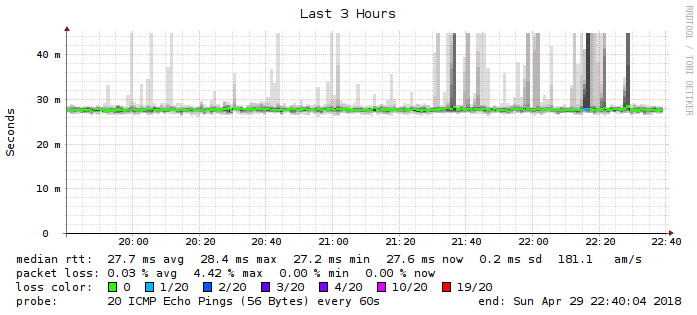 Last 3 Hours
RRDTOOL / TOBI OETIKER
Seconds
40 m
30 m
20 m
10 m
0
20:00 20:20 20:40 21:00 21:20 21:40 22:00 22:20 22:40
median rtt: 27.7 ms avg 28.4 ms max 27.2 ms min 27.6 ms now 0.2 ms sd 181.1 am/s
packet loss: 0.03 % avg 4.42 % max 0.00 % min 0.00 % now
loss color: 0 1/20 2/20 3/20 4/20 10/20 19/20
probe: 20 ICMP Echo Pings (56 Bytes) every 60s end: Sun Apr 29 22:40:04 2018